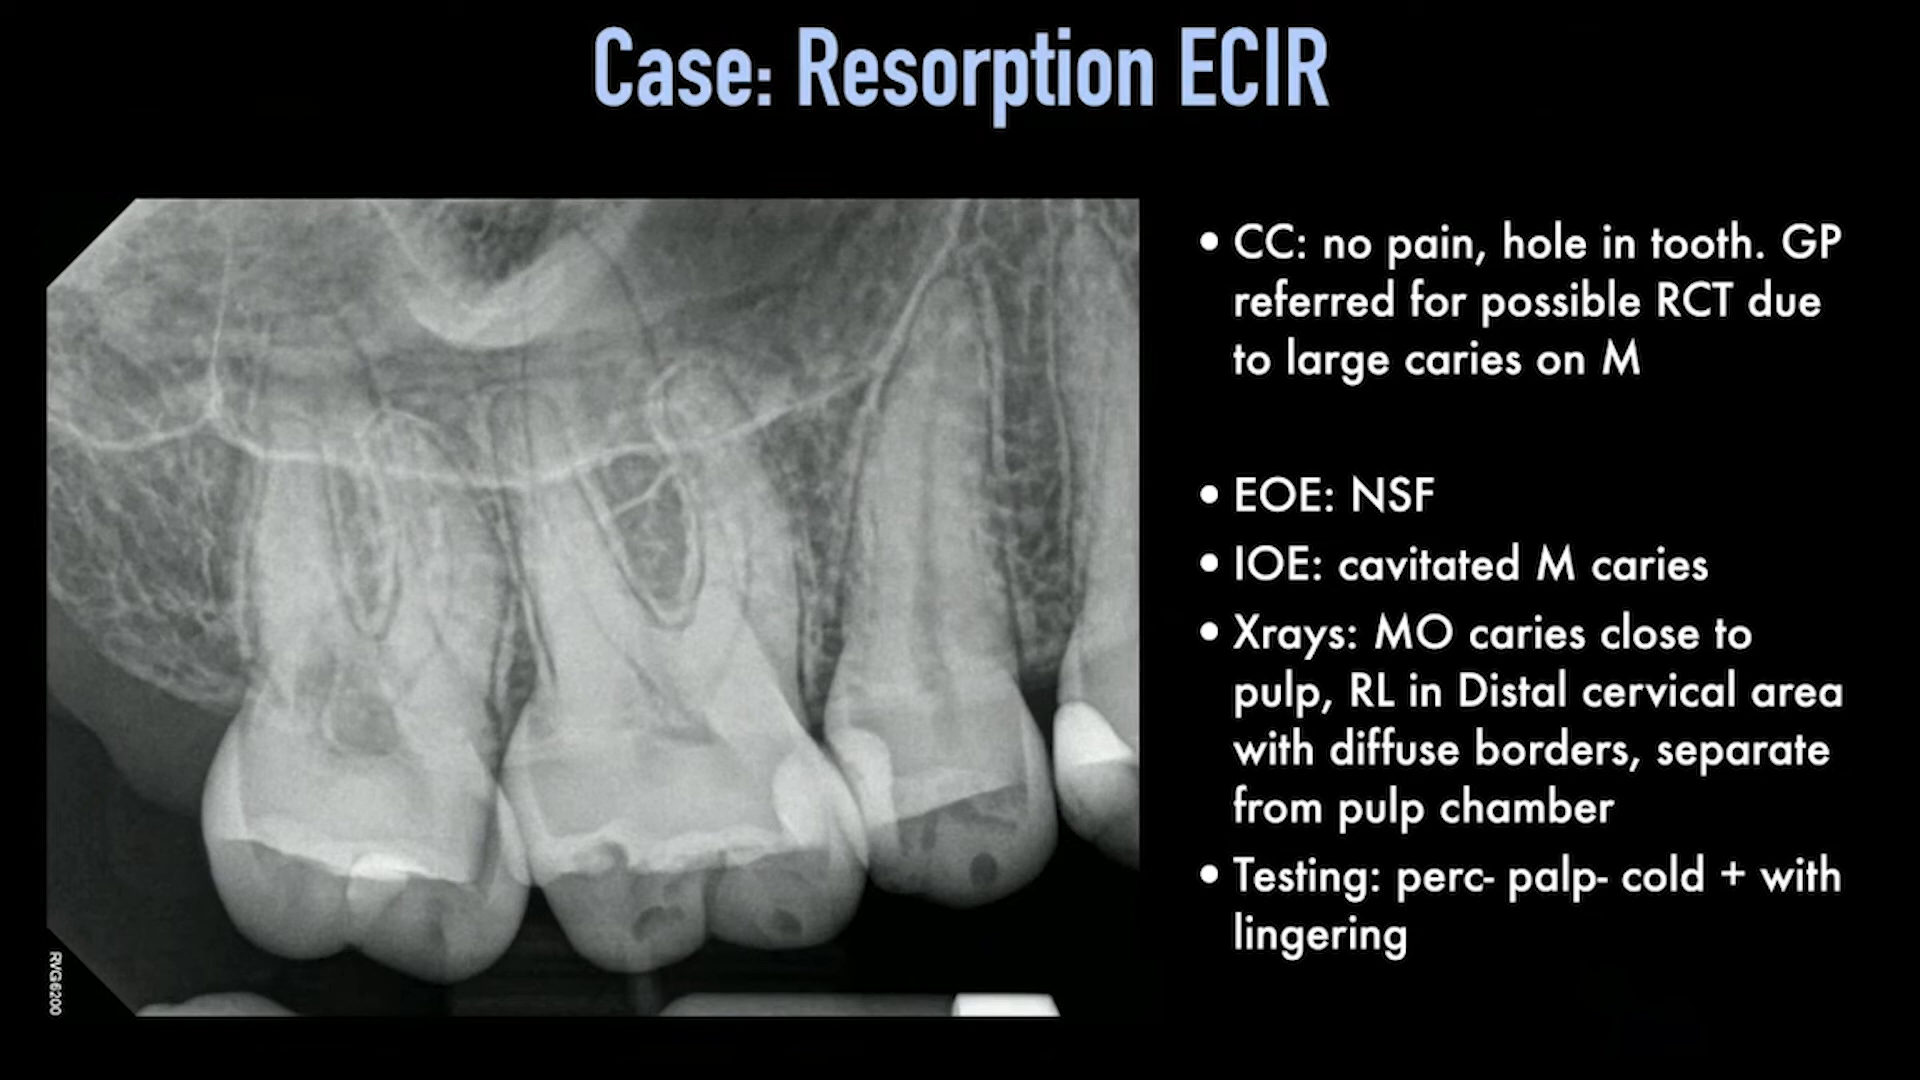 Case: Resorption ECIR
• CC: no pain, hole in tooth. GP
referred for possible RCT due
to large caries on M
• EOE: NSF
• IOE: cavitated M caries
• Xrays: MO caries close to
pulp, RL in Distal cervical area
with diffuse borders, separate
from pulp chamber
• Testing: perc- palp- cold + with
lingering
RVG6200